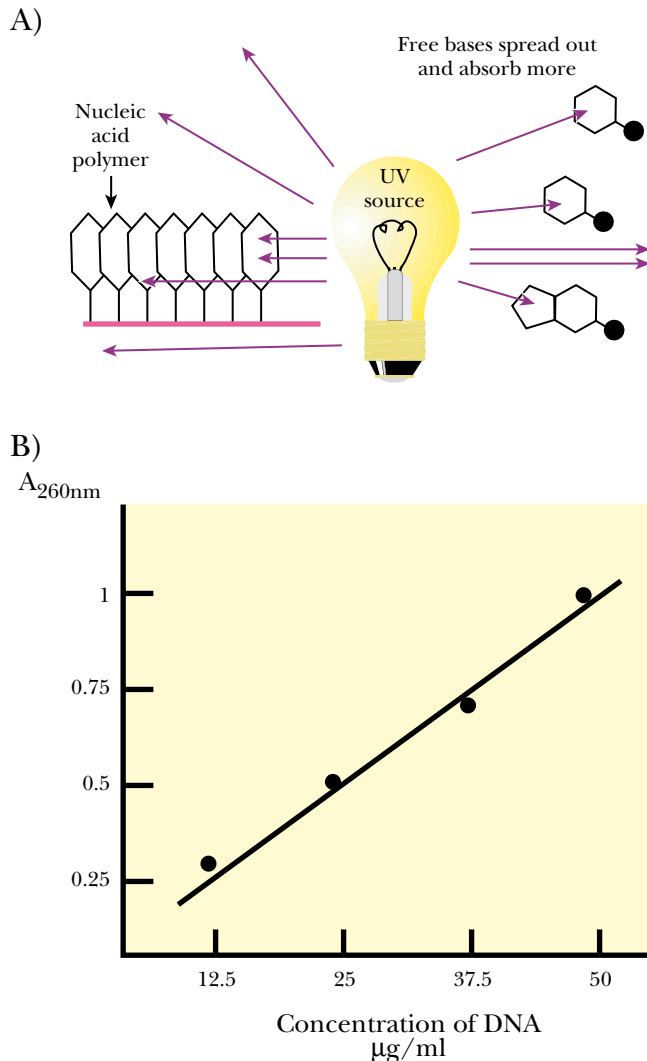 A)
Free bases spread out
and absorb more
Nucleic
acid
polymer
UV
source
B)
A260nm
1
0.75
0.5
0.25
12.5 25 37.5 50
Concentration of DNA
μg/ml